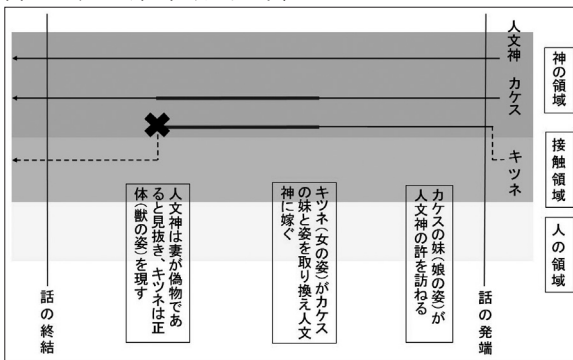 神の領域
接触領域
人の領域
人文神
カケス
キツネ
話の発端
カケスの妹（娘の姿）が
人文神の許を訪ねる
キツネ（女の姿）がカケス
の妹と姿を取り換え人文
神に嫁ぐ
人文神は妻が偽物であ
ると見抜き、キツネは正
体（獣の姿）を現す
話の終結